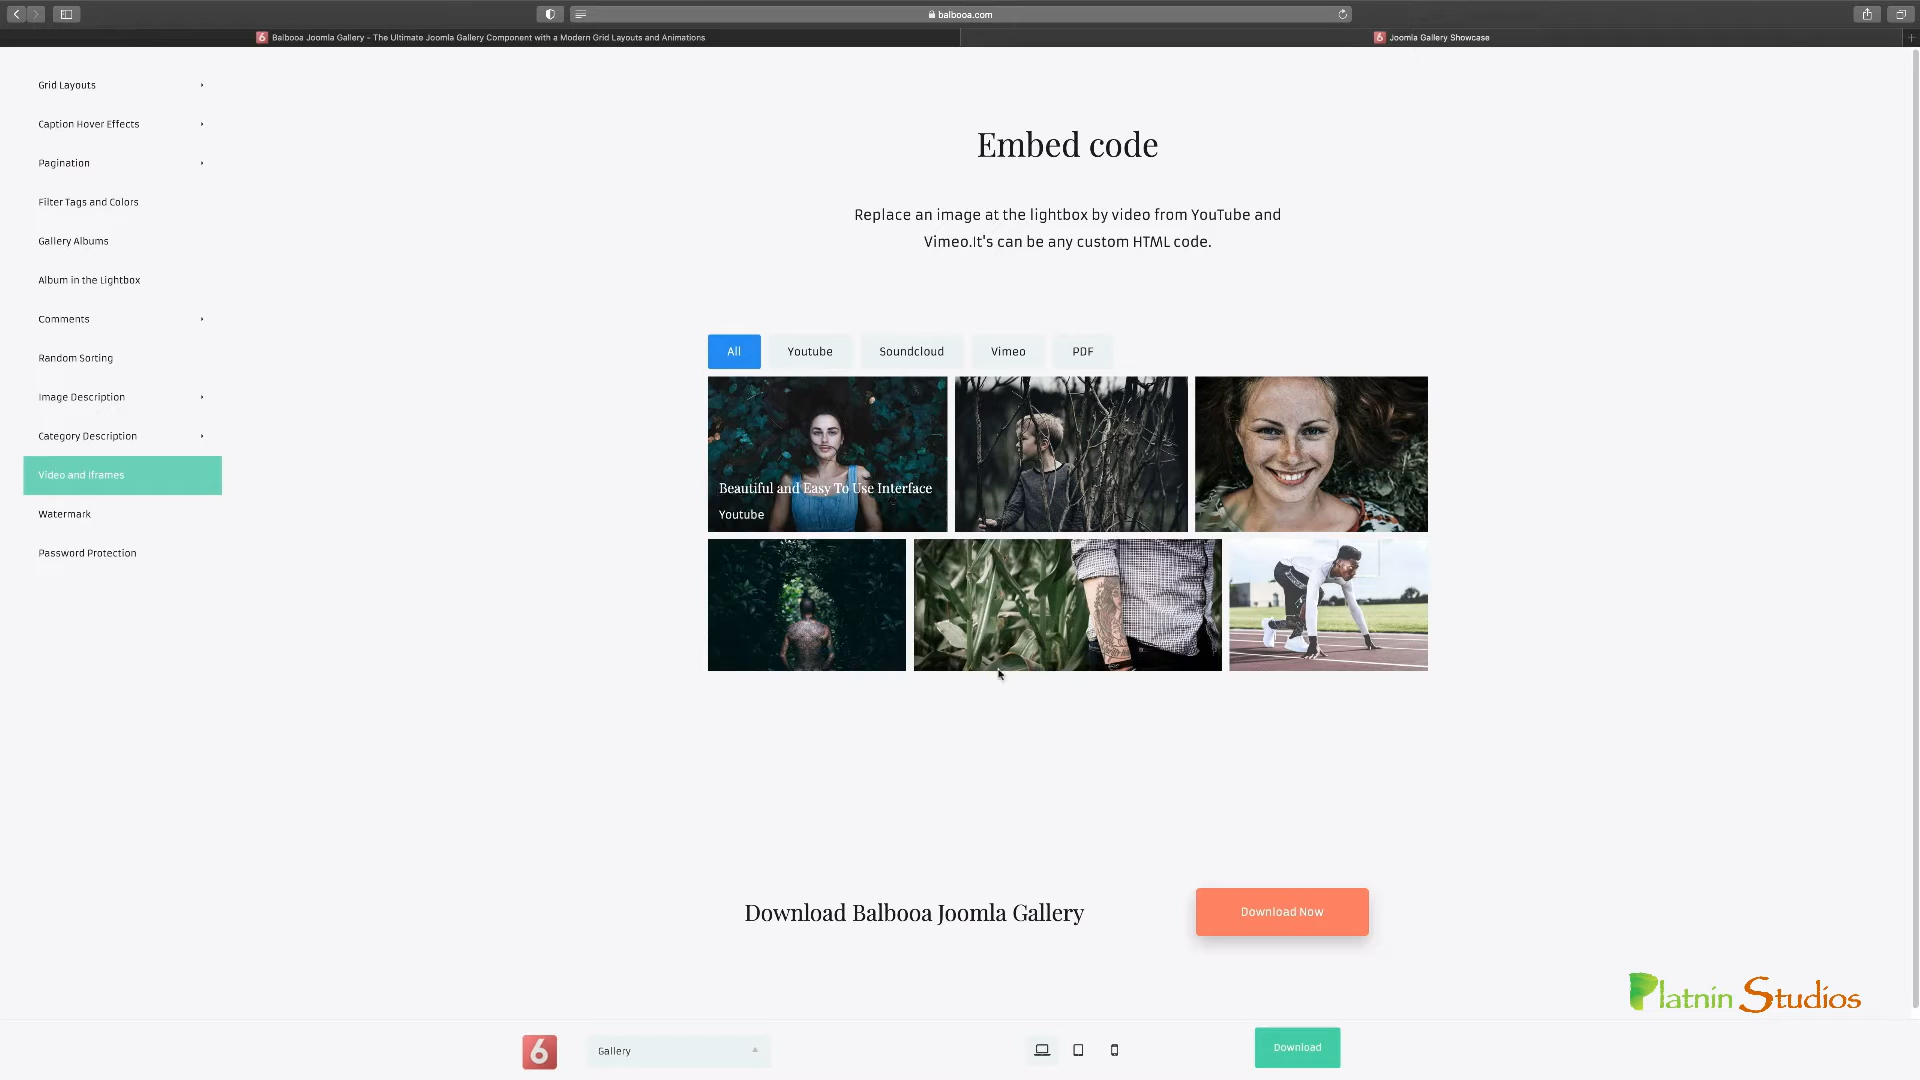 balbooa.com
Balbooa Joomla Gallery - The Ultimate Joomla Gallery Component with a Modern Grid Layouts and Animations
Joomla Gallery Showcase
Grid Layouts
Caption Hover Effects
Pagination
Filter Tags and Colors
Gallery Albums
Album in the Lightbox
Comments
Random Sorting
Image Description
Category Description
Video and Iframes
Watermark
Password Protection
Embed code
Replace an image at the lightbox by video from YouTube and
Vimeo.It's can be any custom HTML code.
All
Youtube
Soundcloud
Vimeo
PDF
Beautiful and Easy To Use Interface
Youtube
Download Balbooa Joomla Gallery
Download Now
Platnin Studios
6
Gallery
Download